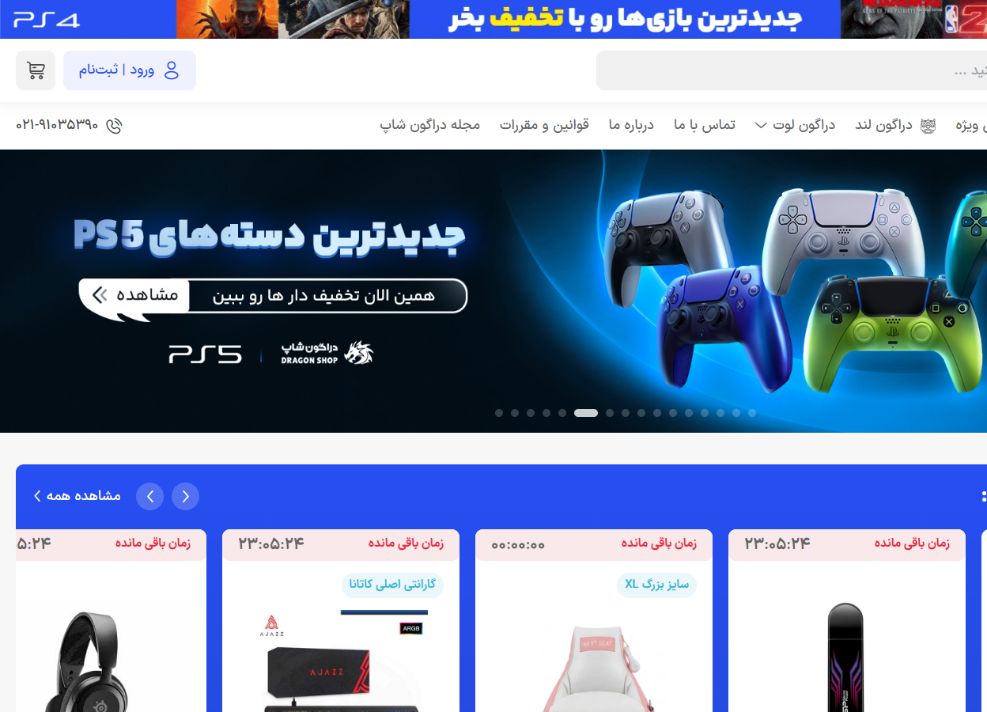 جدیدترین بازی‌ها رو با تخفیف بخر
PS4
ورود | ثبت‌نام
دراگون لند
دراگون لوت
تماس با ما
درباره ما
قوانین و مقررات
مجله دراگون شاپ
۰۲۱-۹۱۰۳۵۳۹۰
جدیدترین دسته‌های PS5
همین الان تخفیف دار ها رو ببین
مشاهده
دراگون‌شاپ
DRAGON SHOP
PS5
مشاهده همه
زمان باقی مانده
۲۳:۰۵:۲۴
زمان باقی مانده
۰۰:۰۰:۰۰
زمان باقی مانده
۲۳:۰۵:۲۴
زمان باقی مانده
۵:۲۴
سایز بزرگ XL
گارانتی اصلی کاتانا
AJAZZ
ARGB
AJAZZ